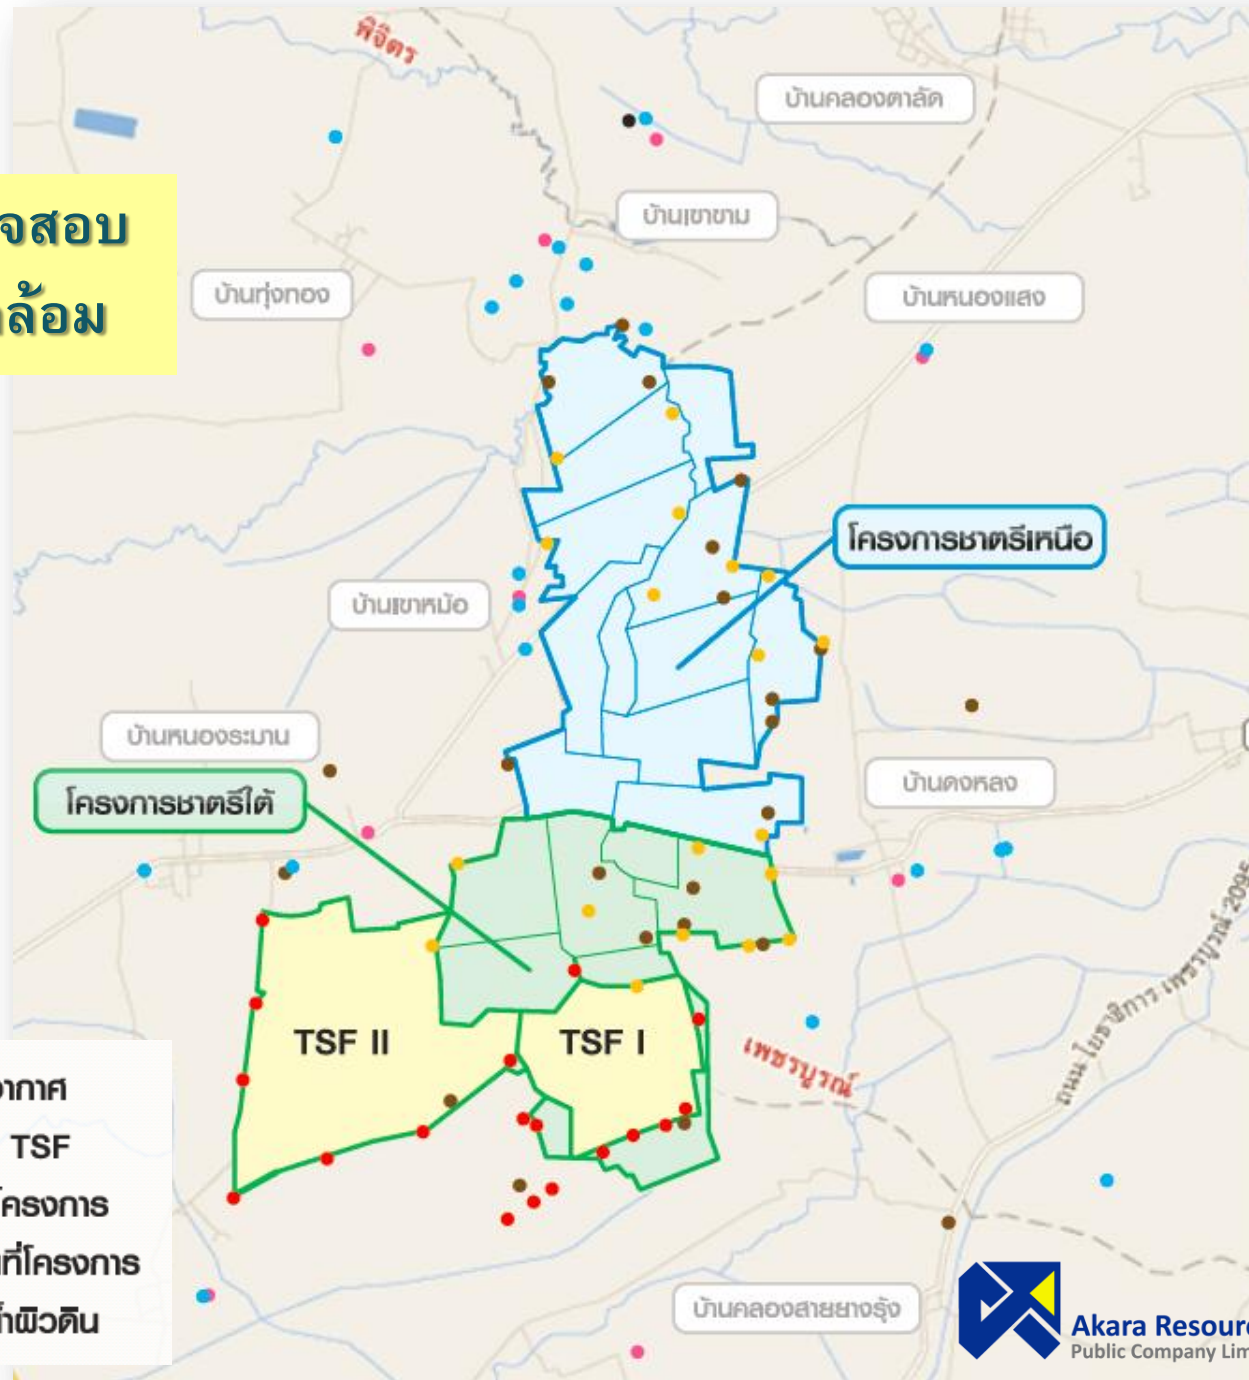 พิจิตร
บ้านคลองตาลัด
จสอบ
ล้อม
บ้านเขาขาม
บ้านทุ่งทอง
บ้านหนองแสง
โครงการชาตรีเหนือ
บ้านเขาหม้อ
บ้านหนองระมาน
โครงการชาตรีใต้
บ้านดงหลง
TSF II
TSF I
เพชรบูรณ์
ถนน โยธาธิการ เพชรบูรณ์ 2095
ากาศ
TSF
ครงการ
ที่โครงการ
ผิวดิน
บ้านคลองสายยางรุ้ง
Akara Resour
Public Company Lim